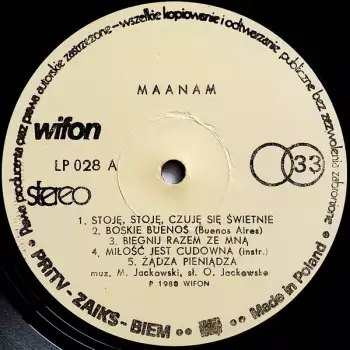 Prawa producenta oraz prawa autorskie zastrzeżone - wszelkie kopiowanie i odtwarzanie publiczne bez zezwolenia zabronione
MAANAM
wifon
LP 028 A
33
stereo
1. STOJĘ, STOJĘ, CZUJĘ SIĘ ŚWIETNIE
2. BOSKIE BUENOS (Buenos Aires)
3. BIEGNIJ RAZEM ZE MNĄ
4. MIŁOŚĆ JEST CUDOWNA (instr.)
5. ŻĄDZA PIENIĄDZA
muz. M. Jackowski, sł. O. Jackowska
P 1980 WIFON
PRITV - ZAIKS - BIEM
Made in Poland